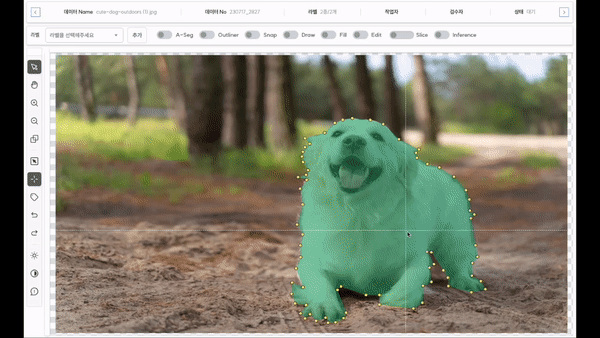 데이터 Name cute-dog-outdoors (1).jpg 데이터 No 230717_2827 라벨 2종/2개 작업자 검수자 상태 대기
라벨 라벨을 선택해주세요 추가 A-Seg Outliner Snap Draw Fill Edit Slice Inference